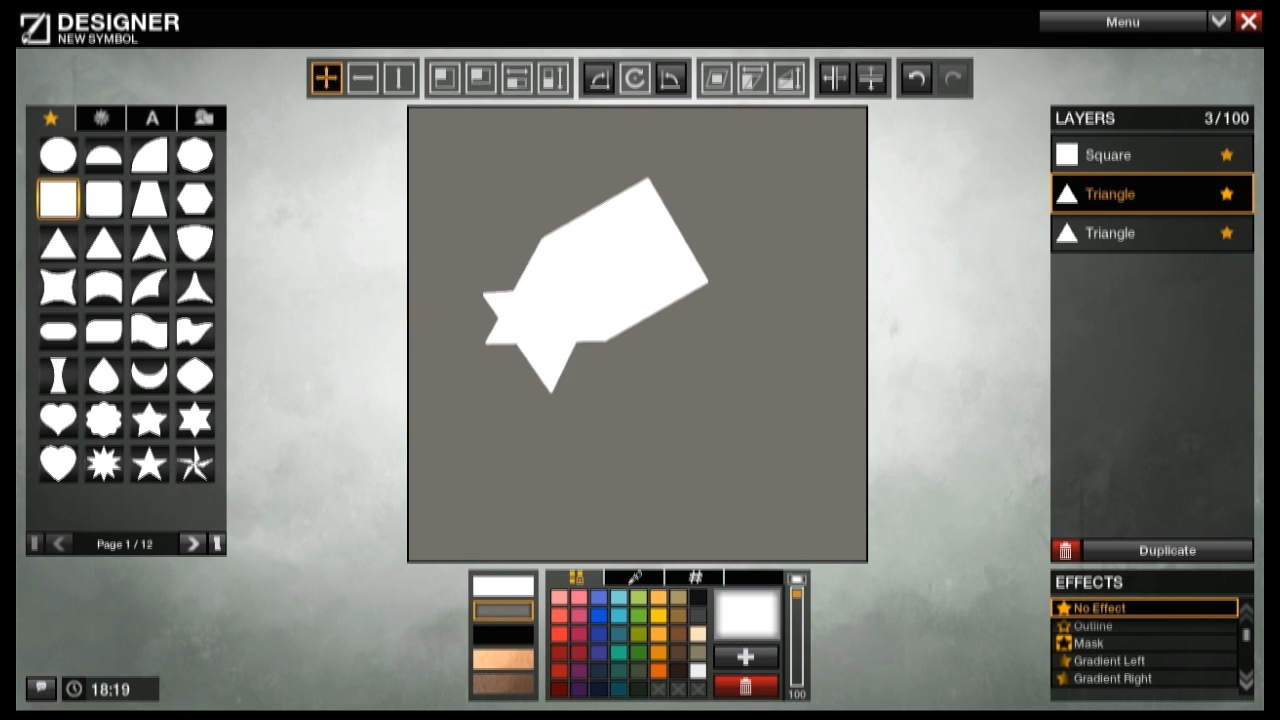 DESIGNER
NEW SYMBOL
Menu
A
LAYERS 3/100
Square
Triangle
Triangle
Page 1 / 12
Duplicate
EFFECTS
No Effect
Outline
Mask
Gradient Left
Gradient Right
#
100
18:19